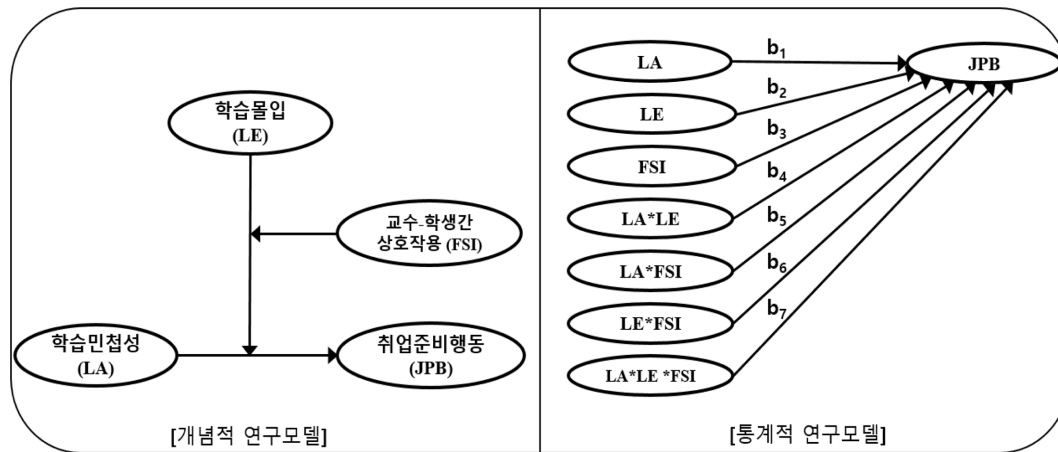 학습몰입
(LE)
교수-학생간
상호작용 (FSI)
학습민첩성
(LA)
취업준비행동
(JPB)
[개념적 연구모델]
LA
LE
FSI
LA*LE
LA*FSI
LE*FSI
LA*LE *FSI
b₁
b₂
b₃
b₄
b₅
b₆
b₇
JPB
[통계적 연구모델]